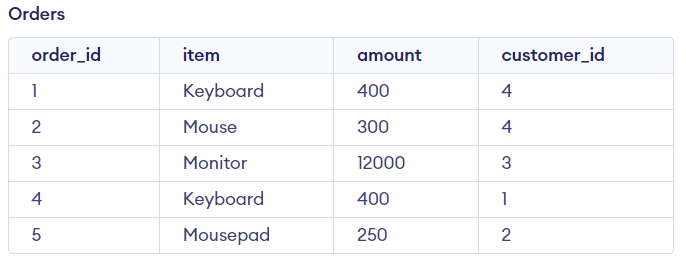 Orders
order_id item amount customer_id
1 Keyboard 400 4
2 Mouse 300 4
3 Monitor 12000 3
4 Keyboard 400 1
5 Mousepad 250 2